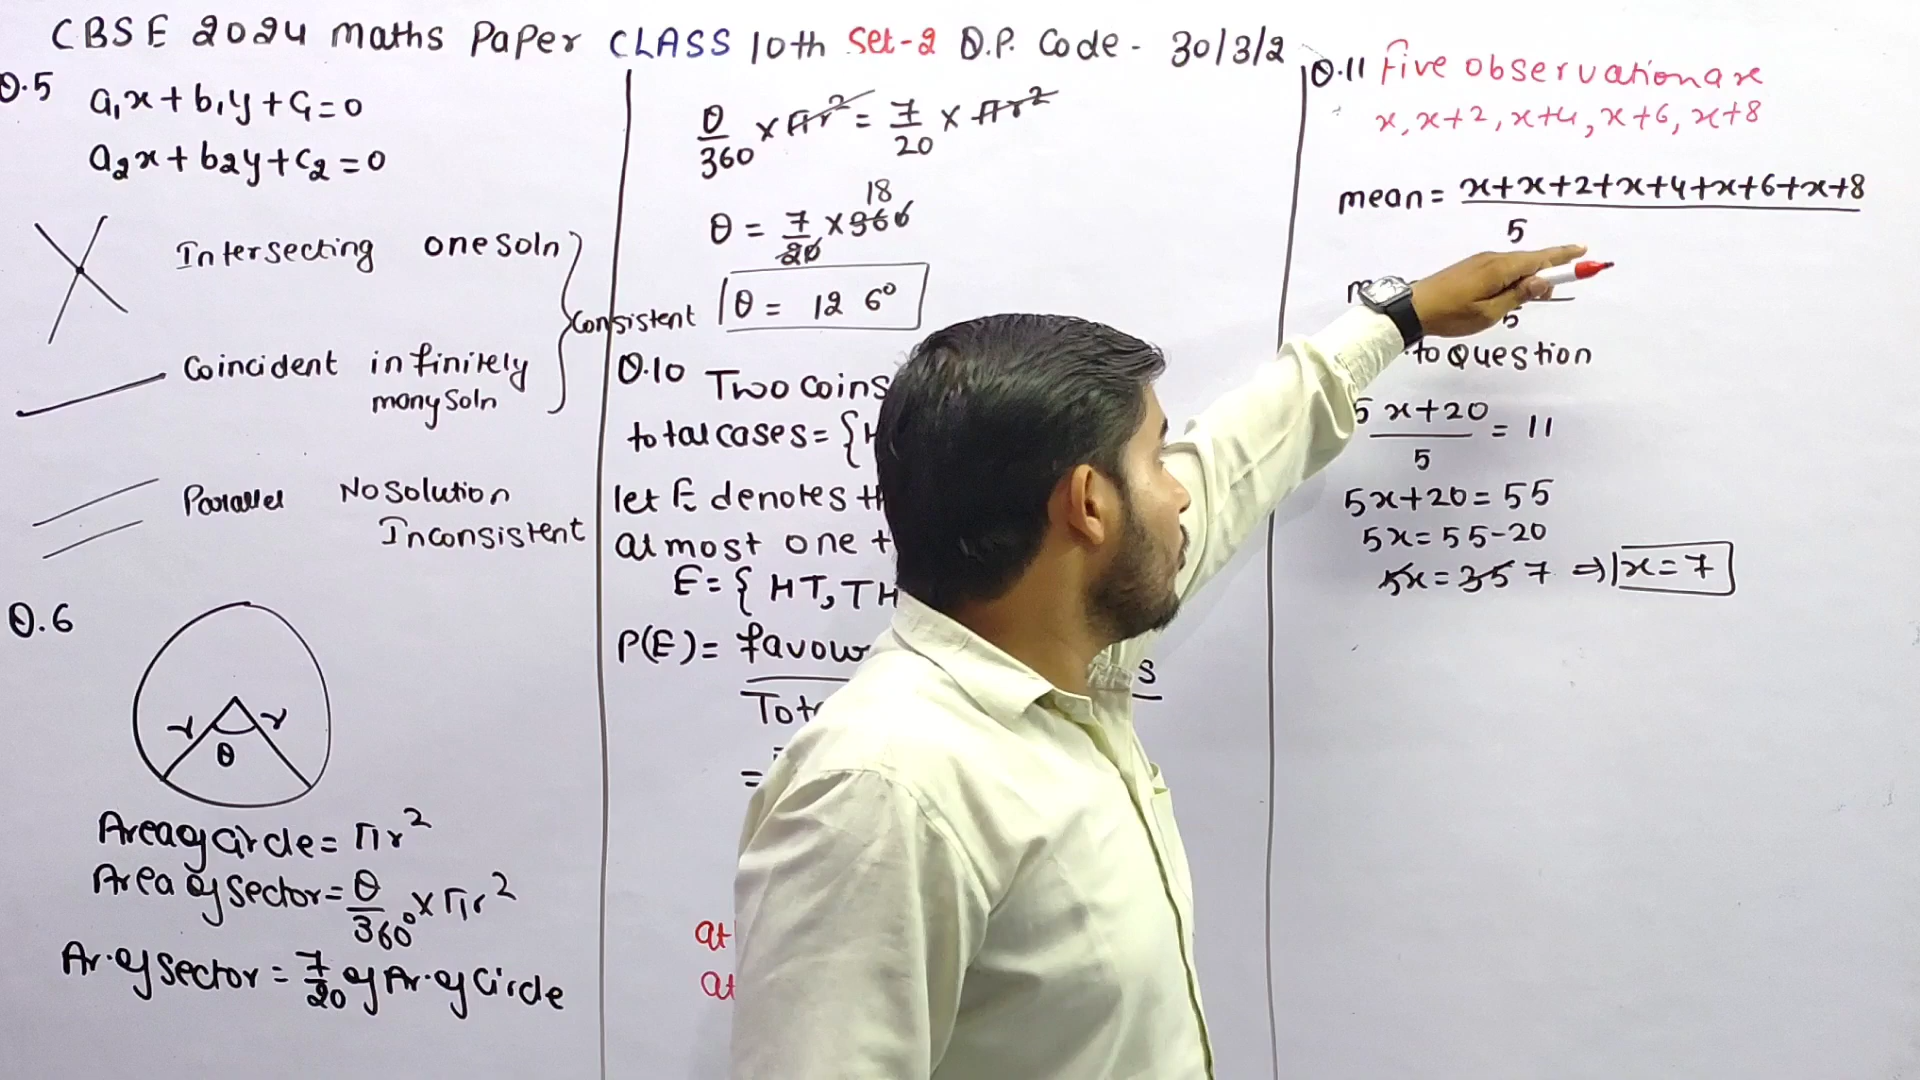 CBSE 2024 maths Paper CLASS 10th Set-2 Q.P. Code - 30/3/2
Q.5
a₁x + b₁y + c₁ = 0
a₂x + b₂y + c₂ = 0
Intersecting one soln
Coincident infinitely
many soln
Consistent
Parallel No Solution
Inconsistent
Q.6
r r
θ
Area of circle = πr²
Area of Sector = θ/360° × πr²
Ar. of Sector = 7/20 of Ar. of Circle
θ/360 × πr² = 7/20 × πr²
18
θ = 7/20 × 360
θ = 126°
Q.10 Two coins
total cases = {H
let E denotes th
atmost one t
E = { HT, TH
P(E) = favou s
Tot
=
at
at
Q.11 Five observation are
x, x+2, x+4, x+6, x+8
mean = x+x+2+x+4+x+6+x+8
5
5
to Question
5x+20/5 = 11
5x+20 = 55
5x = 55-20
5x = 35 7 ⇒ x = 7